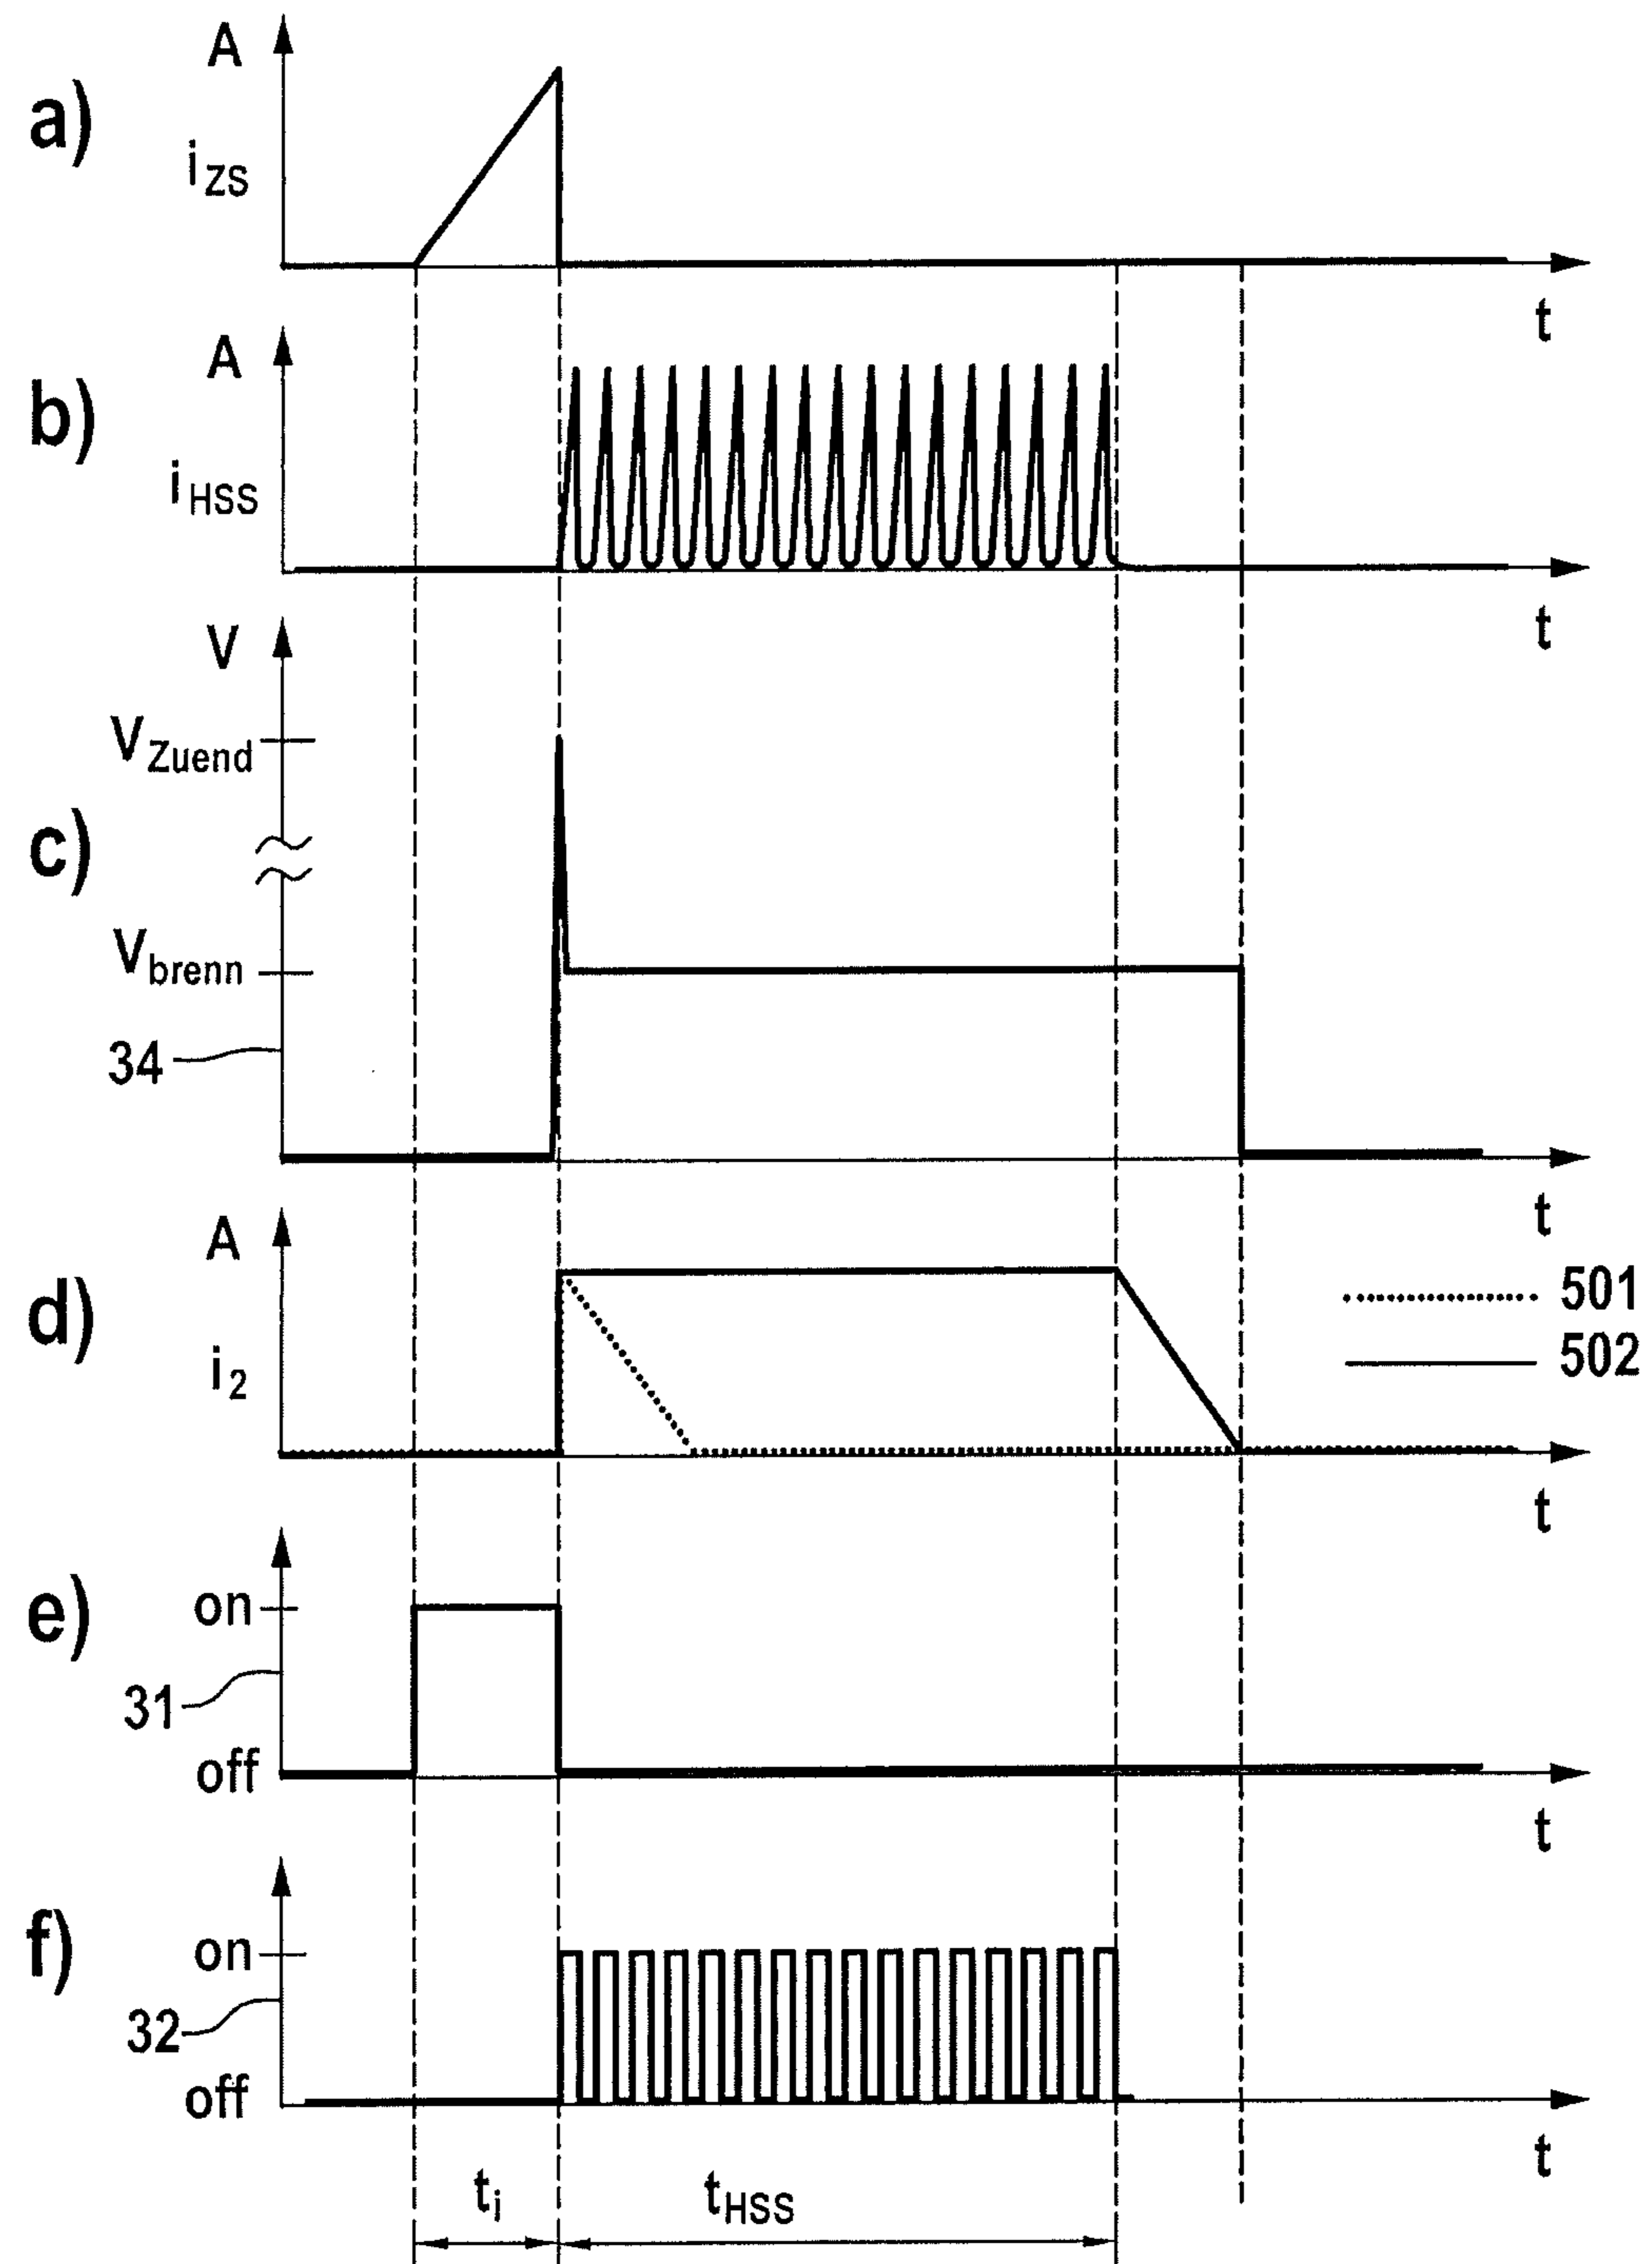 a)
A
i_ZS
t
b)
A
i_HSS
t
c)
V
V_Zuend
V_brenn
34
t
d)
A
i_2
501
502
t
e)
on
31
off
t
f)
on
32
off
t
t_i
t_HSS